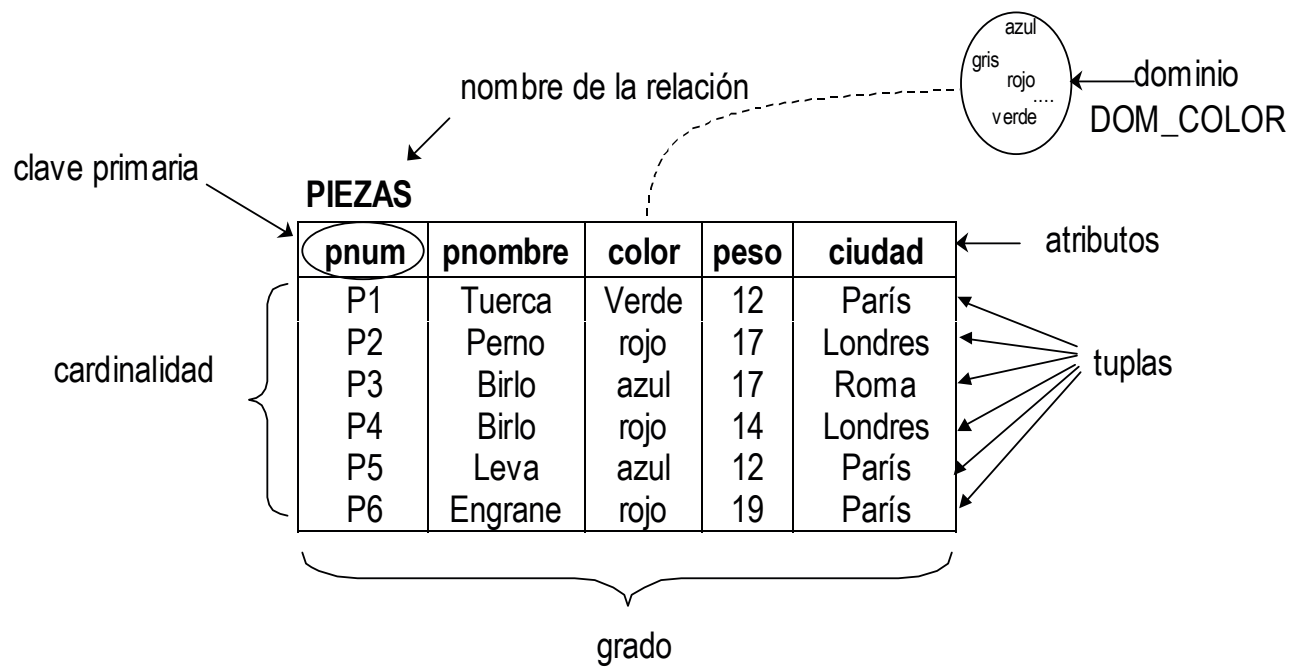 azul
gris
rojo
....
verde
dominio
DOM_COLOR
nombre de la relación
clave primaria
PIEZAS
pnum pnombre color peso ciudad
atributos
P1 Tuerca Verde 12 París
P2 Perno rojo 17 Londres
P3 Birlo azul 17 Roma
P4 Birlo rojo 14 Londres
P5 Leva azul 12 París
P6 Engrane rojo 19 París
cardinalidad
tuplas
grado